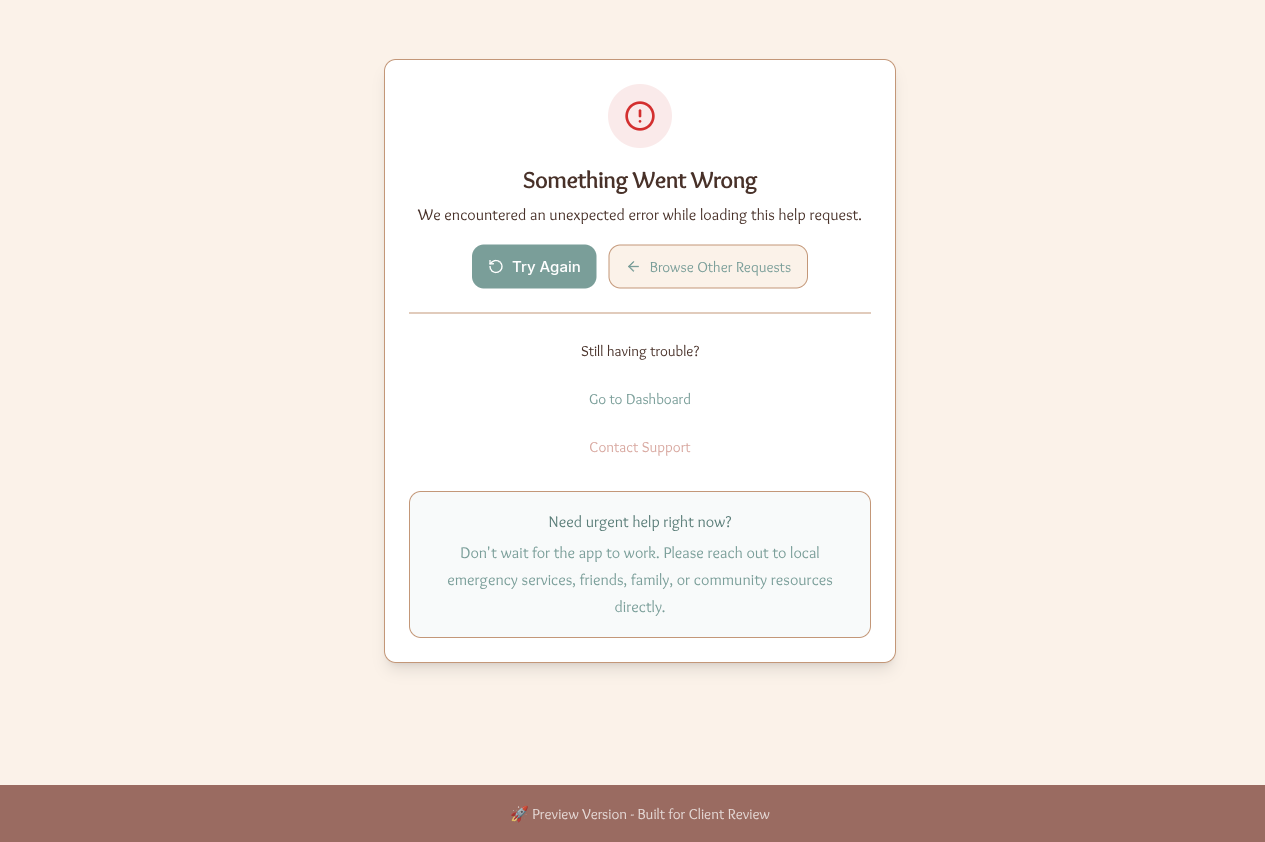 Something Went Wrong
We encountered an unexpected error while loading this help request.
Try Again
Browse Other Requests
Still having trouble?
Go to Dashboard
Contact Support
Need urgent help right now?
Don't wait for the app to work. Please reach out to local
emergency services, friends, family, or community resources
directly.
🚀 Preview Version - Built for Client Review